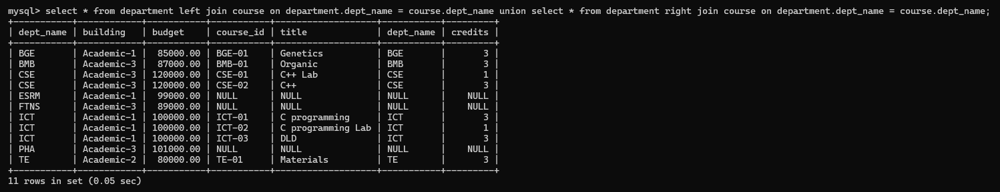 mysql> select * from department left join course on department.dept_name = course.dept_name union select * from department right join course on department.dept_name = course.dept_name;
+-----------+------------+-----------+-----------+------------------+-----------+---------+
| dept_name | building   | budget    | course_id | title            | dept_name | credits |
+-----------+------------+-----------+-----------+------------------+-----------+---------+
| BGE       | Academic-1 |  85000.00 | BGE-01    | Genetics         | BGE       |       3 |
| BMB       | Academic-3 |  87000.00 | BMB-01    | Organic          | BMB       |       3 |
| CSE       | Academic-3 | 120000.00 | CSE-01    | C++ Lab          | CSE       |       1 |
| CSE       | Academic-3 | 120000.00 | CSE-02    | C++              | CSE       |       3 |
| ESRM      | Academic-1 |  99000.00 | NULL      | NULL             | NULL      |    NULL |
| FTNS      | Academic-3 |  89000.00 | NULL      | NULL             | NULL      |    NULL |
| ICT       | Academic-1 | 100000.00 | ICT-01    | C programming    | ICT       |       3 |
| ICT       | Academic-1 | 100000.00 | ICT-02    | C programming Lab | ICT       |       1 |
| ICT       | Academic-1 | 100000.00 | ICT-03    | DLD              | ICT       |       3 |
| PHA       | Academic-3 | 101000.00 | NULL      | NULL             | NULL      |    NULL |
| TE        | Academic-2 |  80000.00 | TE-01     | Materials        | TE        |       3 |
+-----------+------------+-----------+-----------+------------------+-----------+---------+
11 rows in set (0.05 sec)